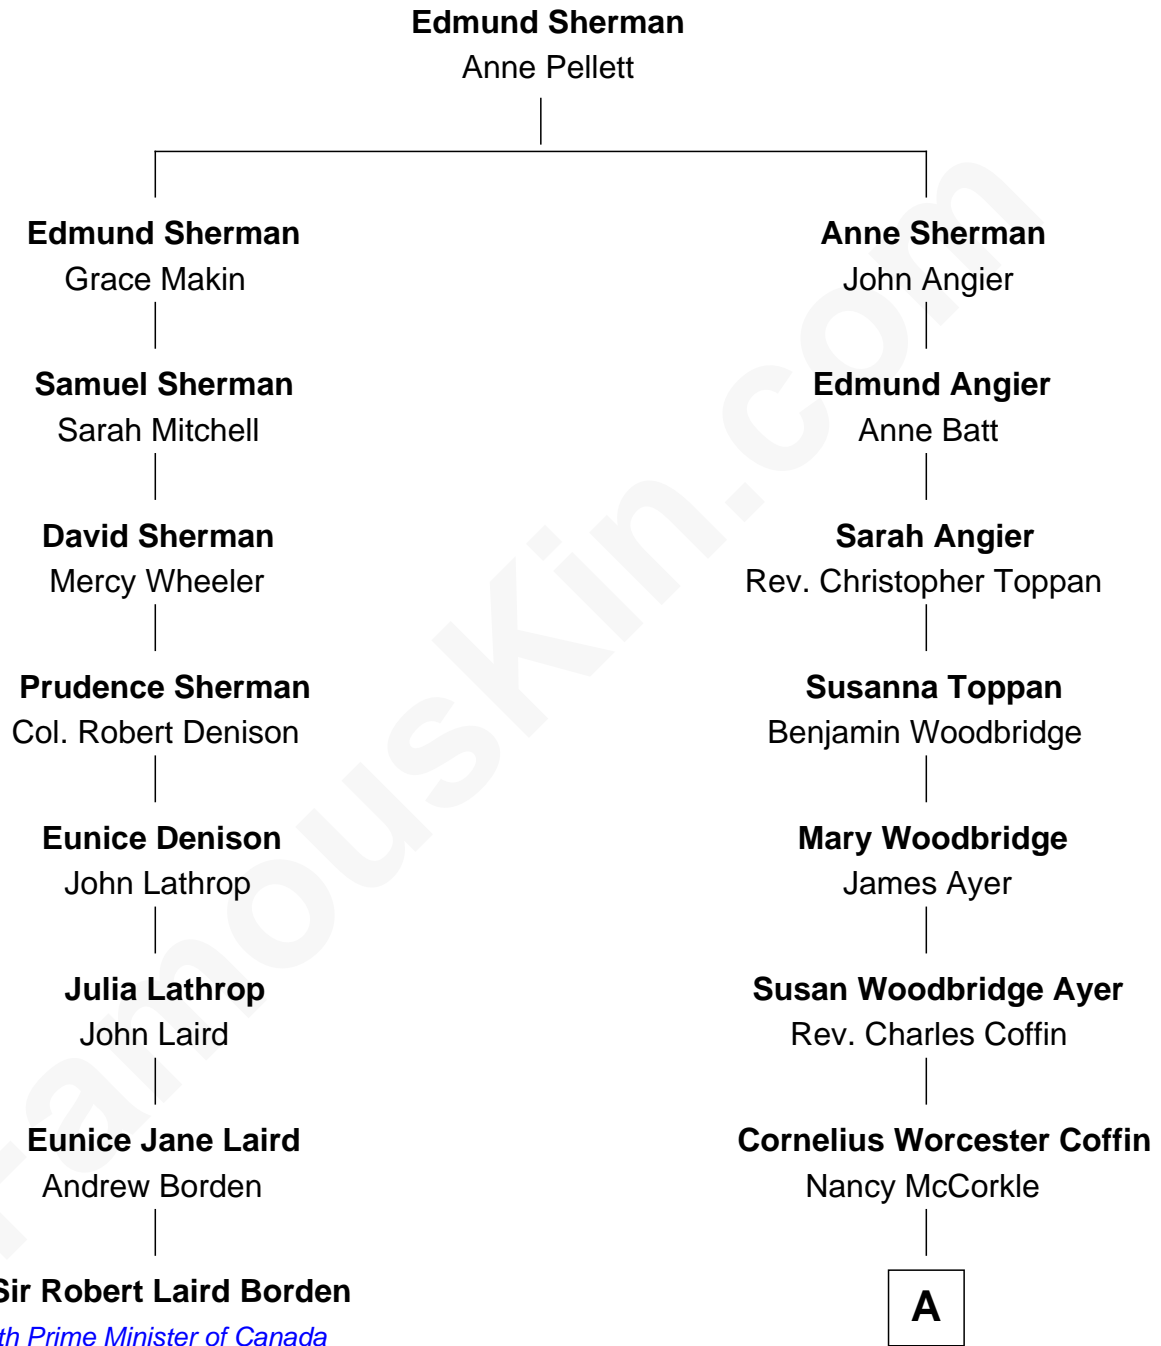 Edmund Sherman
Anne Pellett
Edmund Sherman
Grace Makin
Anne Sherman
John Angier
Samuel Sherman
Sarah Mitchell
Edmund Angier
Anne Batt
David Sherman
Mercy Wheeler
Sarah Angier
Rev. Christopher Toppan
Prudence Sherman
Col. Robert Denison
Susanna Toppan
Benjamin Woodbridge
Eunice Denison
John Lathrop
Mary Woodbridge
James Ayer
Julia Lathrop
John Laird
Susan Woodbridge Ayer
Rev. Charles Coffin
Eunice Jane Laird
Andrew Borden
Cornelius Worcester Coffin
Nancy McCorkle
Sir Robert Laird Borden
th Prime Minister of Canada
A
FamousKin.com